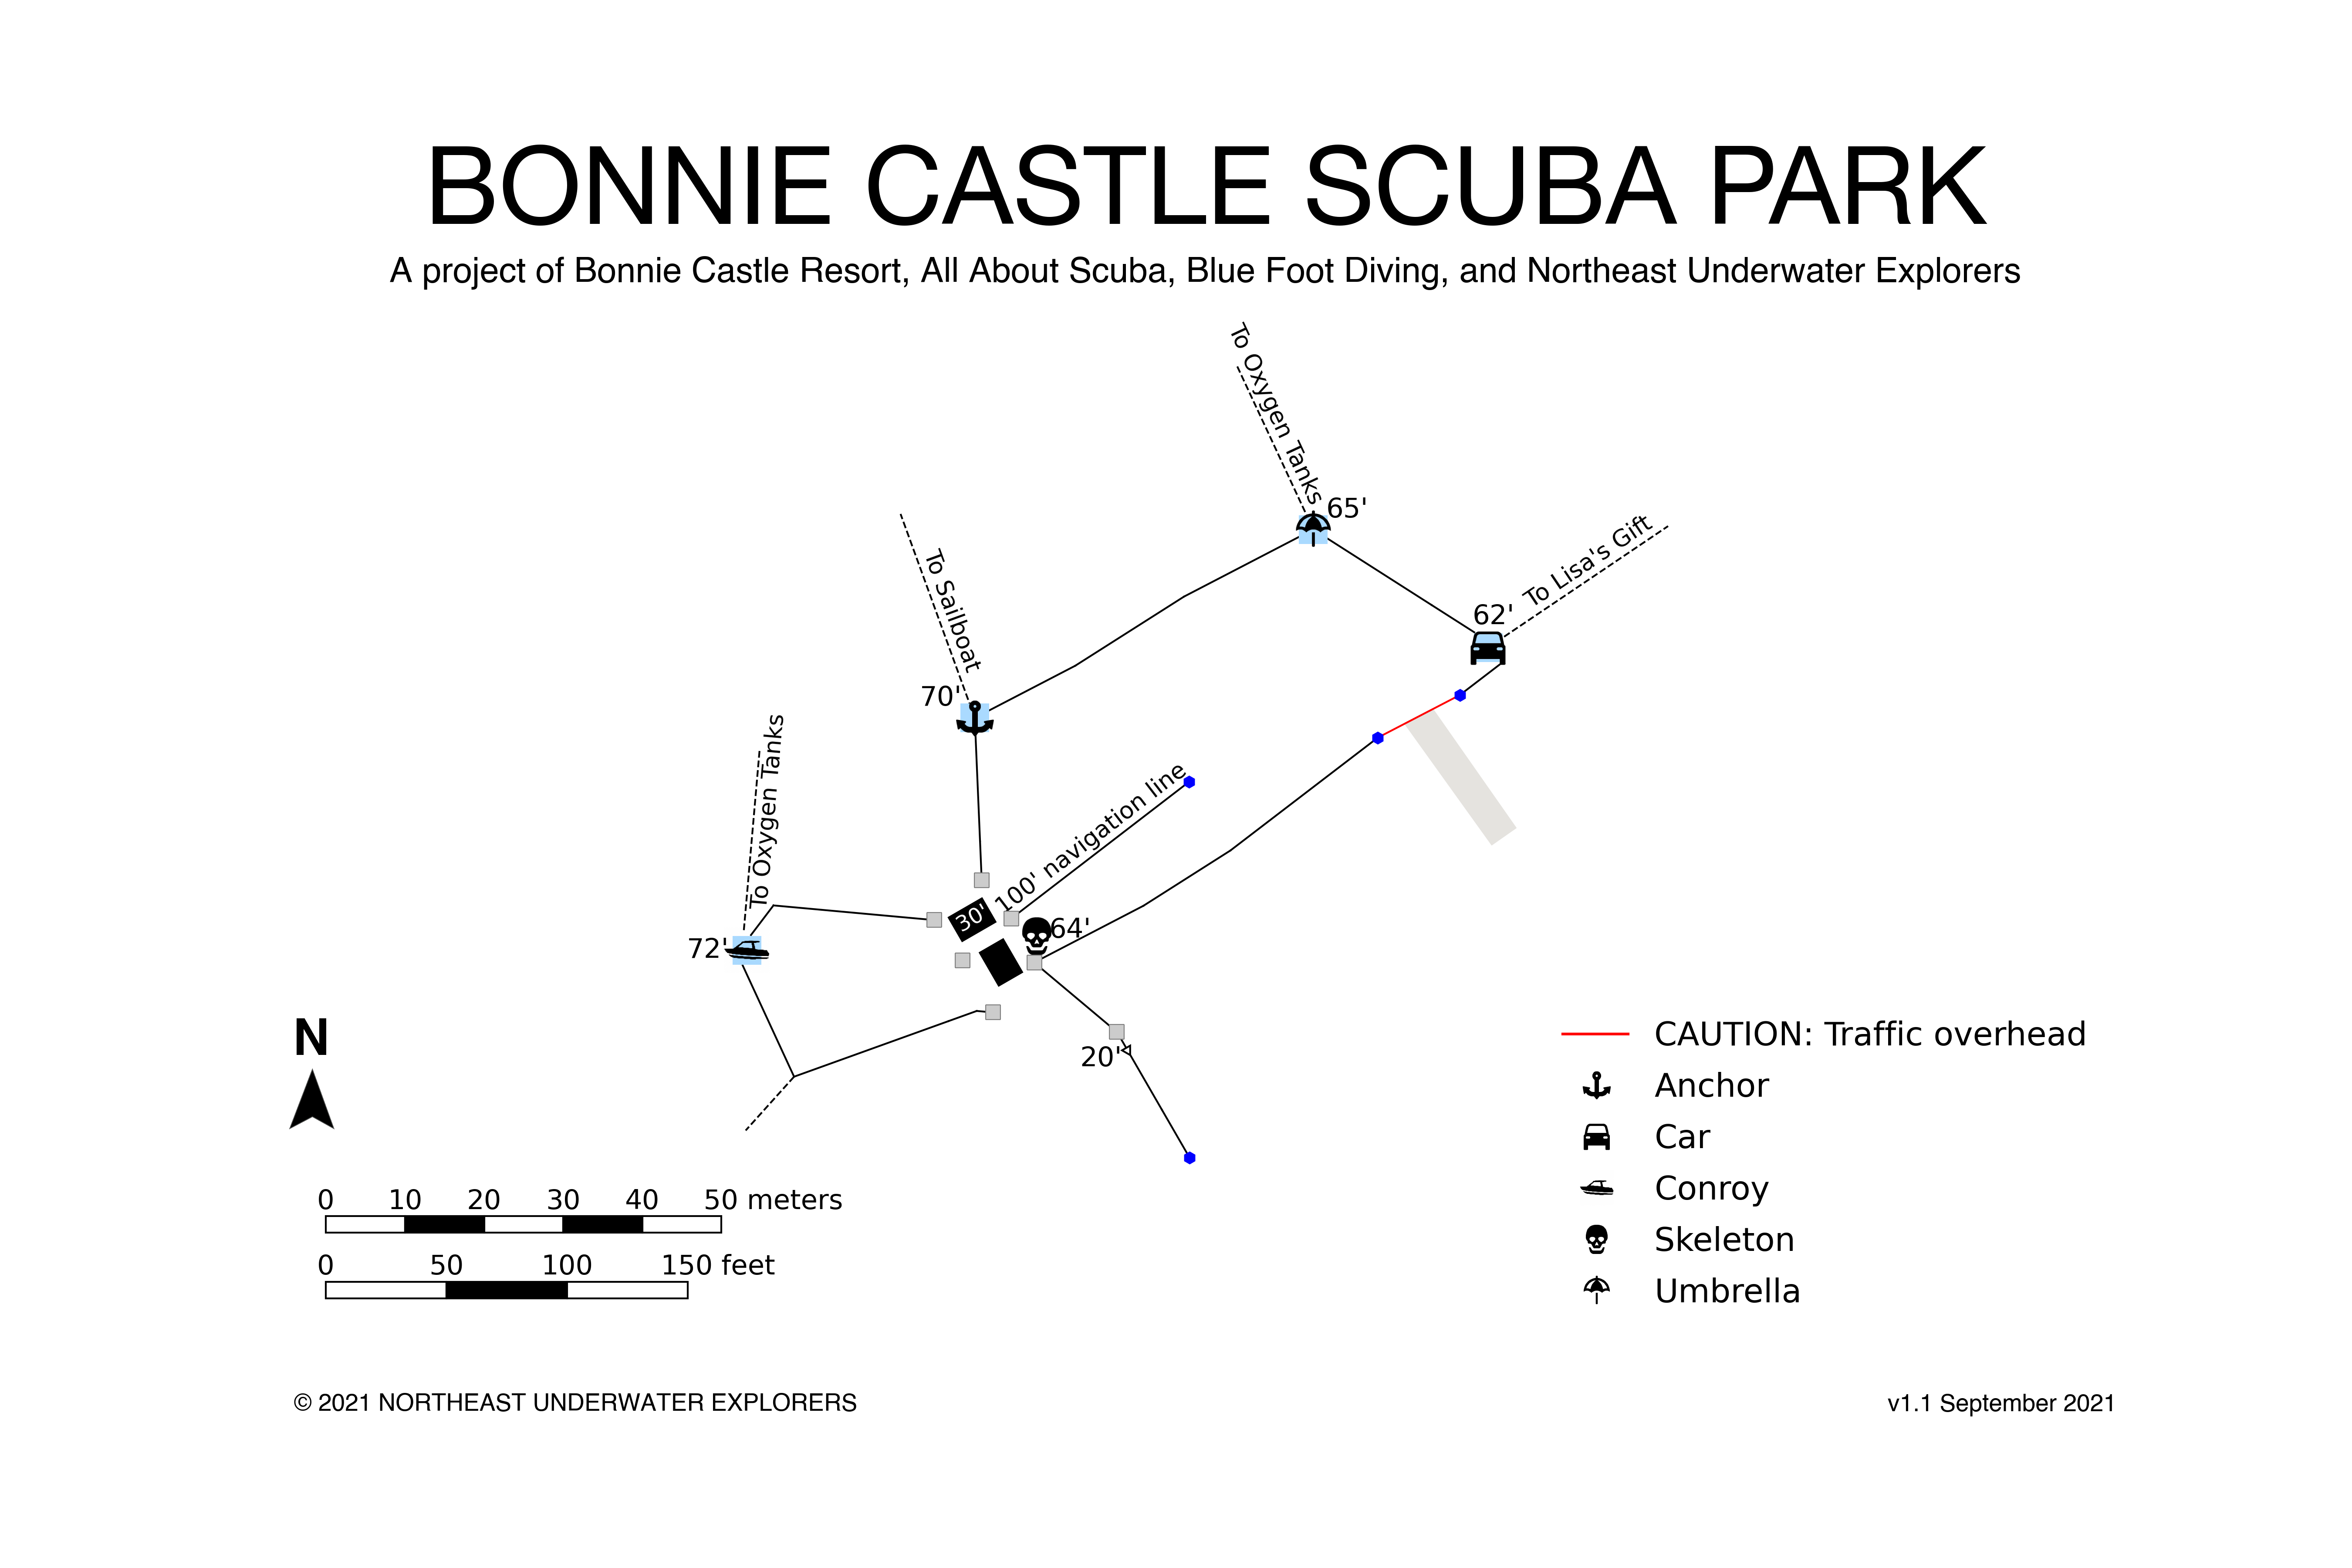 BONNIE CASTLE SCUBA PARK
A project of Bonnie Castle Resort, All About Scuba, Blue Foot Diving, and Northeast Underwater Explorers
To Oxygen Tanks
65'
To Lisa's Gift
62'
To Sailboat
70'
To Oxygen Tanks
100' navigation line
30'
64'
72'
20'
N
CAUTION: Traffic overhead
Anchor
Car
Conroy
Skeleton
Umbrella
0 10 20 30 40 50 meters
0 50 100 150 feet
© 2021 NORTHEAST UNDERWATER EXPLORERS
v1.1 September 2021